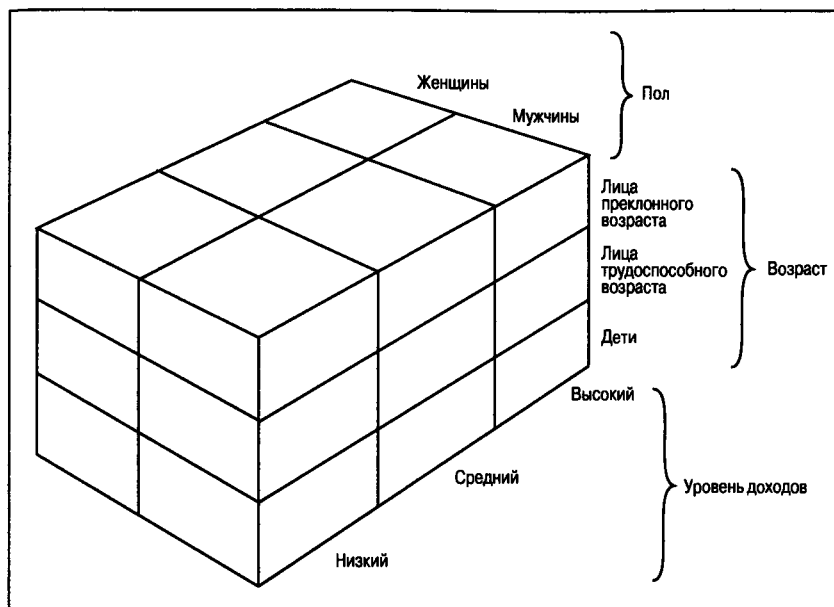 Женщины
Мужчины
Пол
Лица
преклонного
возраста
Лица
трудоспособного
возраста
Дети
Возраст
Высокий
Средний
Низкий
Уровень доходов